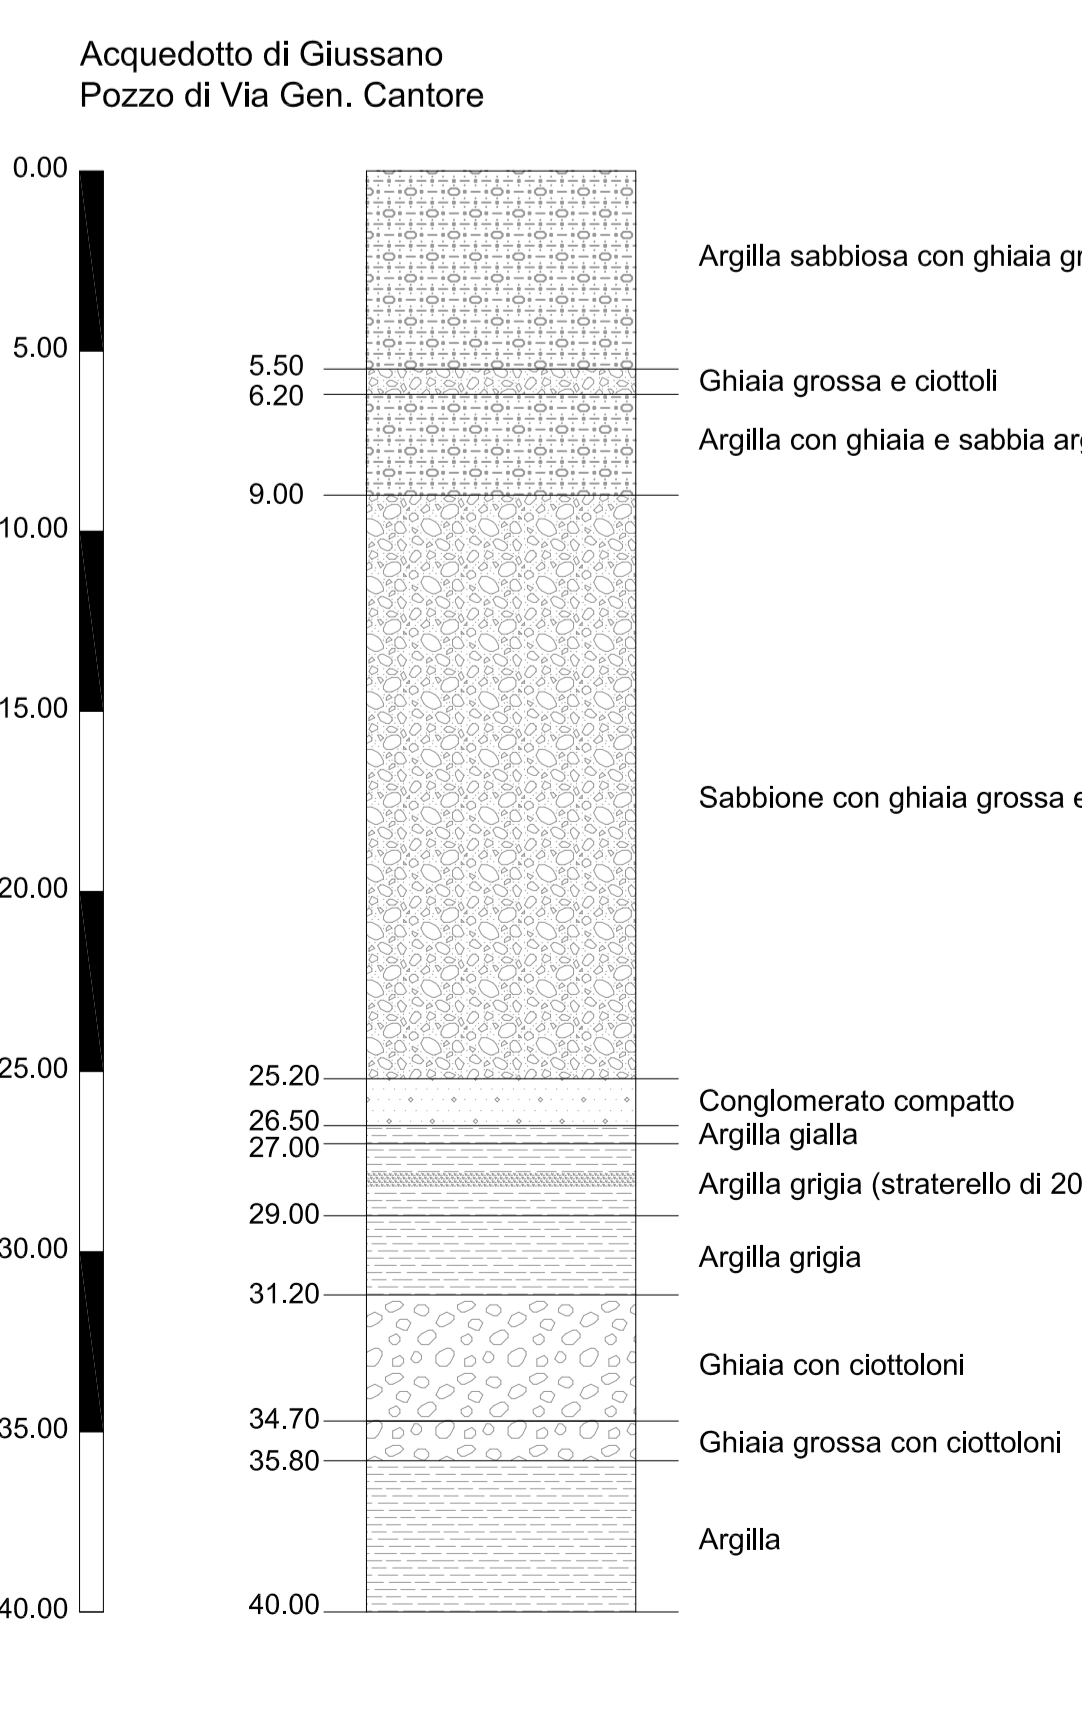 Acquedotto di Giussano
Pozzo di Via Gen. Cantore
0.00
Argilla sabbiosa con ghiaia
5.00
5.50
Ghiaia grossa e ciottoli
6.20
Argilla con ghiaia e sabbia
9.00
10.00
15.00
Sabbione con ghiaia grossa e
20.00
25.00
25.20
Conglomerato compatto
26.50
Argilla gialla
27.00
Argilla grigia (straterello di 20
29.00
30.00
Argilla grigia
31.20
Ghiaia con ciottoloni
34.70
35.00
Ghiaia grossa con ciottoloni
35.80
Argilla
40.00
40.00